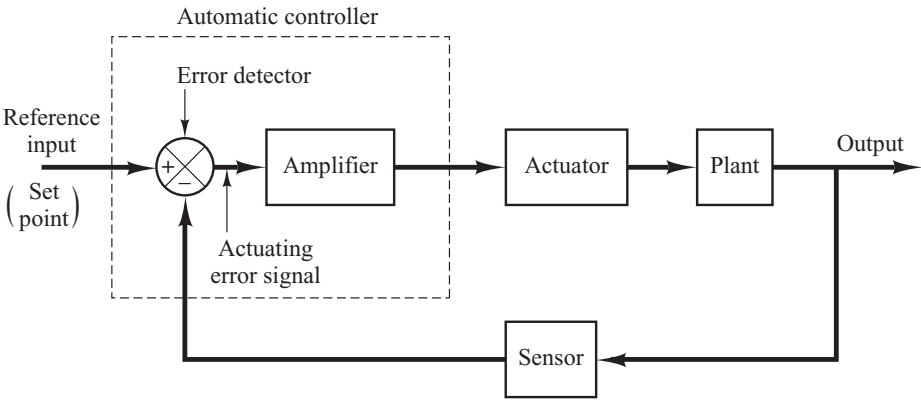 Automatic controller
Error detector
Reference
input
( Set
point )
+
−
Amplifier
Actuator
Plant
Output
Actuating
error signal
Sensor